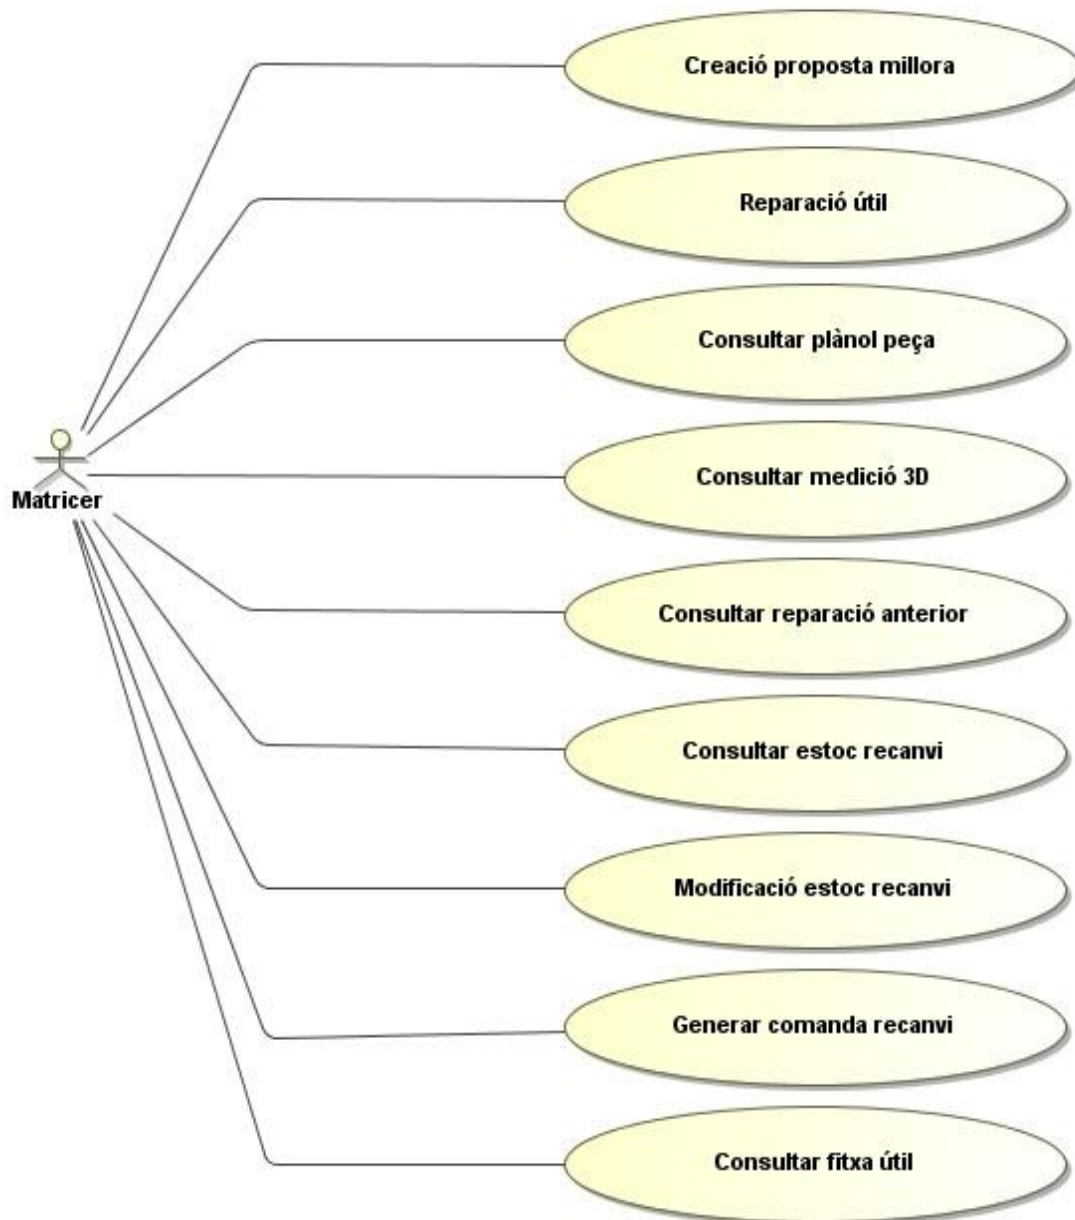 Creació proposta millora
Reparació útil
Consultar plànol peça
Matricer
Consultar medició 3D
Consultar reparació anterior
Consultar estoc recanvi
Modificació estoc recanvi
Generar comanda recanvi
Consultar fitxa útil